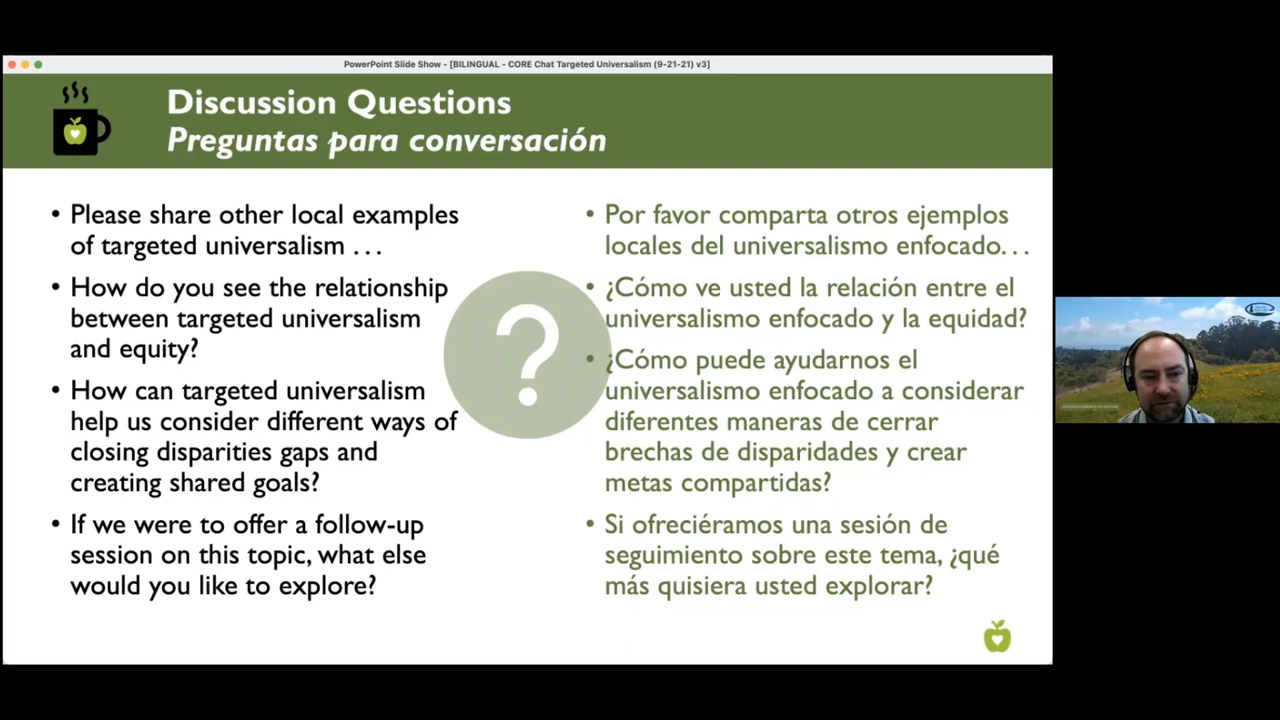 PowerPoint Slide Show - [BILINGUAL - CORE Chat Targeted Universalism (9-21-21) v3]
Discussion Questions
Preguntas para conversación
• Please share other local examples
of targeted universalism . . .
• How do you see the relationship
between targeted universalism
and equity?
• How can targeted universalism
help us consider different ways of
closing disparities gaps and
creating shared goals?
• If we were to offer a follow-up
session on this topic, what else
would you like to explore?
?
• Por favor comparta otros ejemplos
locales del universalismo enfocado. . .
• ¿Cómo ve usted la relación entre el
universalismo enfocado y la equidad?
• ¿Cómo puede ayudarnos el
universalismo enfocado a considerar
diferentes maneras de cerrar
brechas de disparidades y crear
metas compartidas?
• Si ofreciéramos una sesión de
seguimiento sobre este tema, ¿qué
más quisiera usted explorar?